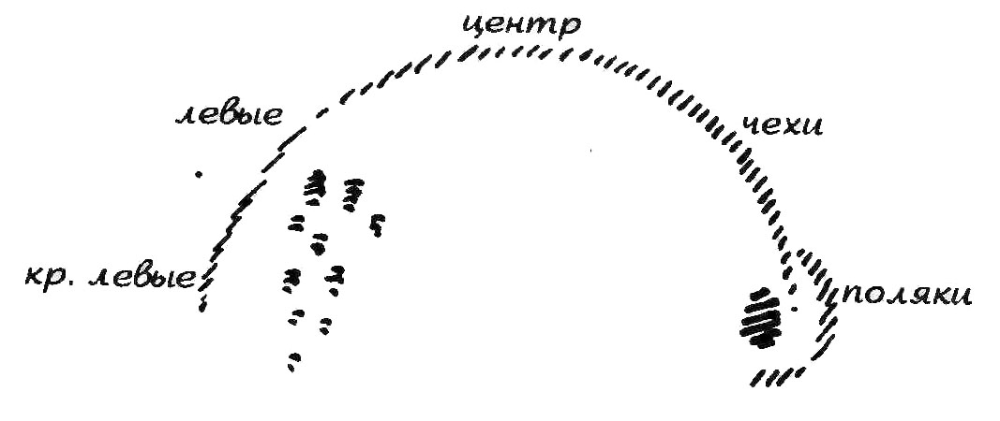 центр
левые
чехи
кр. левые
поляки